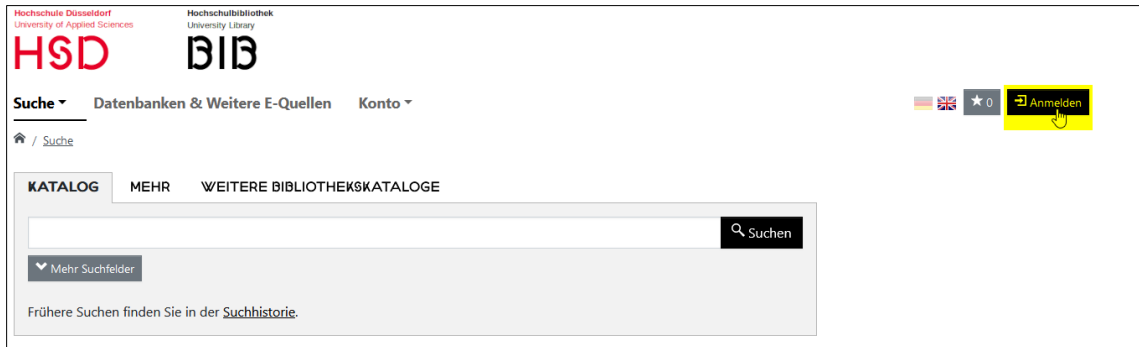 Hochschule Düsseldorf
University of Applied Sciences
HSD
Hochschulbibliothek
University Library
BIB
Suche Datenbanken & Weitere E-Quellen Konto 0 Anmelden
/ Suche
KATALOG MEHR WEITERE BIBLIOTHEKSKATALOGE
Suchen
Mehr Suchfelder
Frühere Suchen finden Sie in der Suchhistorie.